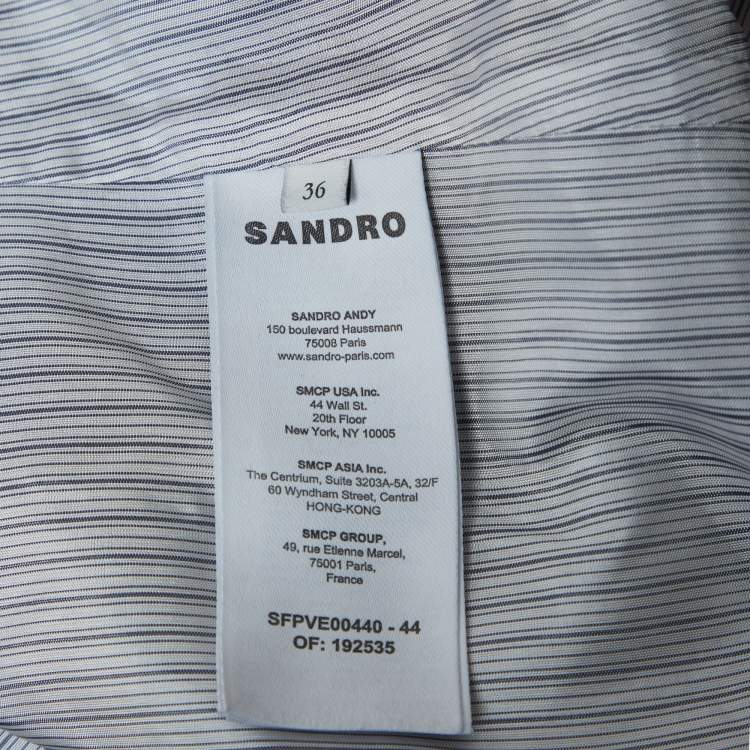 36
SANDRO
SANDRO ANDY
150 boulevard Haussmann
75008 Paris
www.sandro-paris.com
SMCP USA Inc.
44 Wall St.
20th Floor
New York, NY 10005
SMCP ASIA Inc.
The Centrium, Suite 3203A-5A, 32/F
60 Wyndham Street, Central
HONG-KONG
SMCP GROUP,
49, rue Etienne Marcel,
75001 Paris,
France
SFPVE00440 - 44
OF: 192535